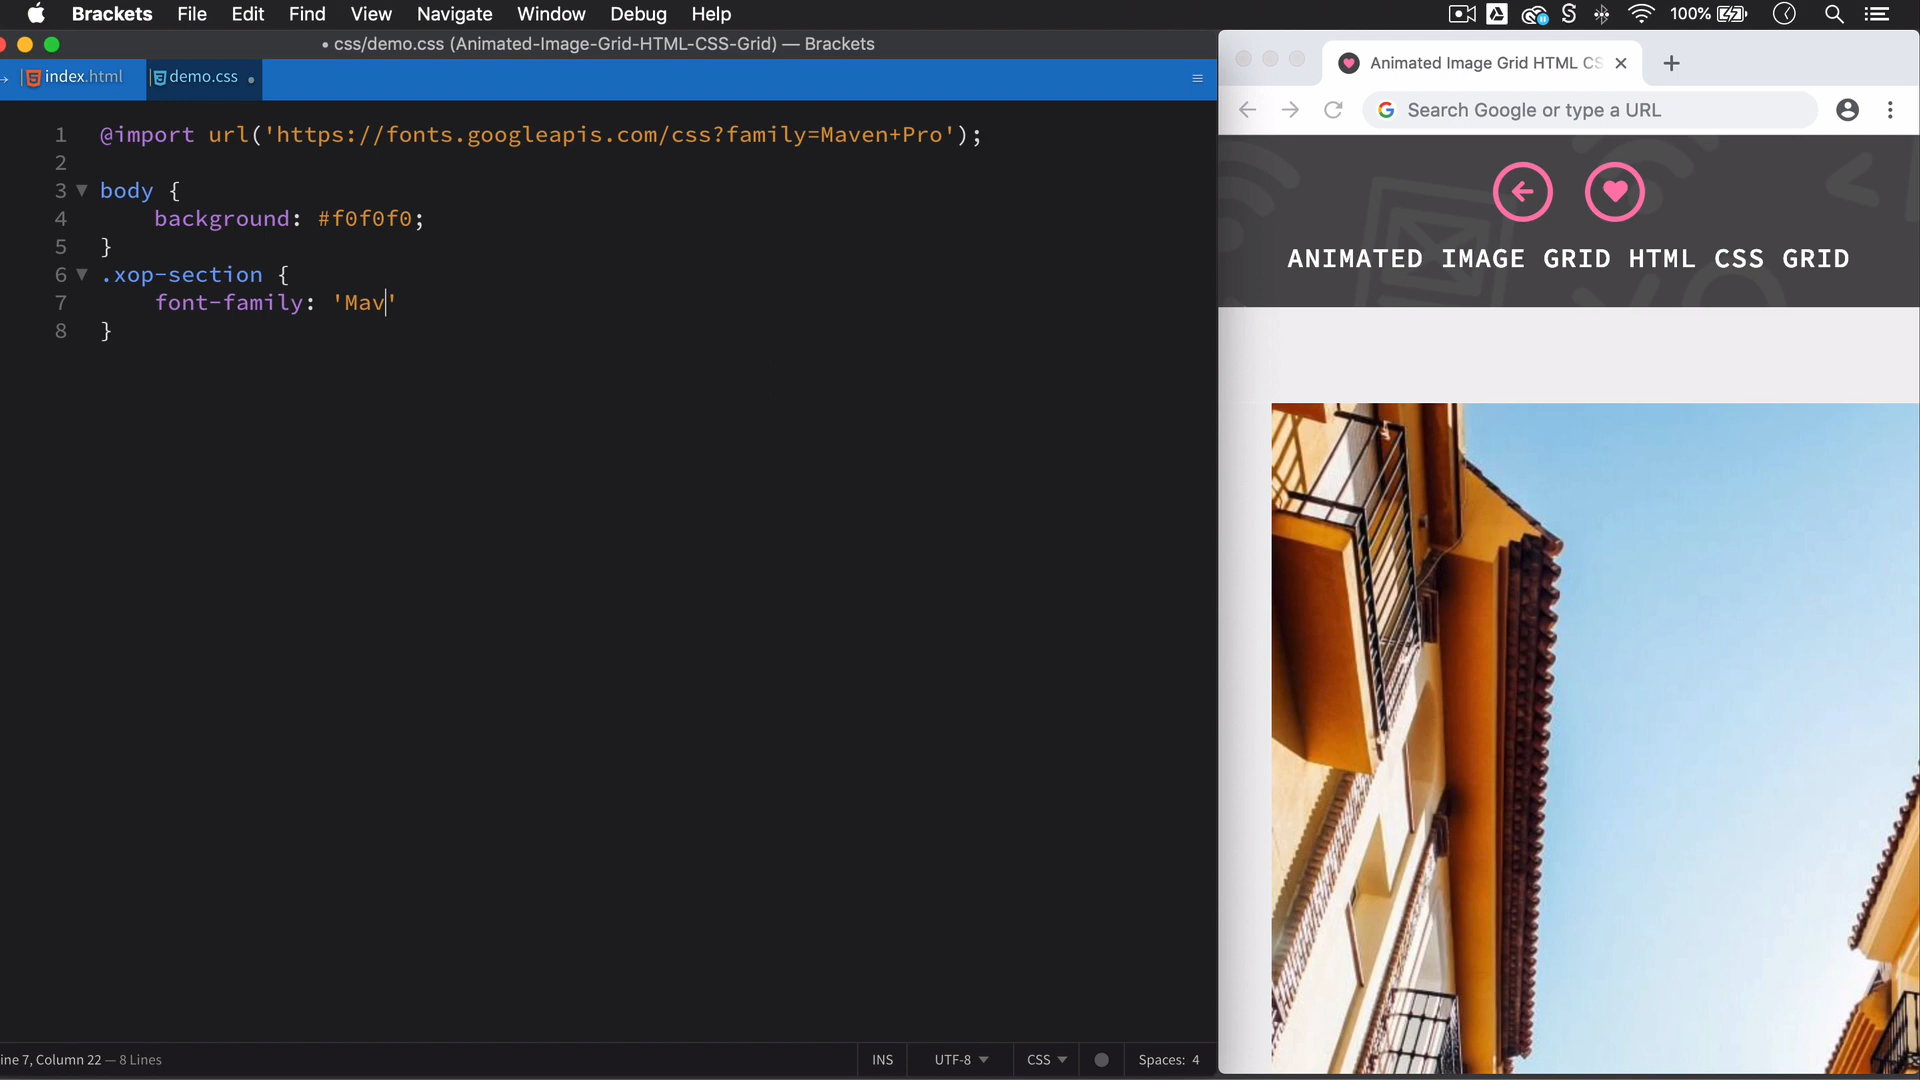 Brackets File Edit Find View Navigate Window Debug Help 100%
• css/demo.css (Animated-Image-Grid-HTML-CSS-Grid) — Brackets
index.html demo.css
1 @import url('https://fonts.googleapis.com/css?family=Maven+Pro');
2
3 body {
4 background: #f0f0f0;
5 }
6 .xop-section {
7 font-family: 'Mav'
8 }
ine 7, Column 22 — 8 Lines
INS UTF-8 CSS Spaces: 4
Animated Image Grid HTML CS
Search Google or type a URL
ANIMATED IMAGE GRID HTML CSS GRID